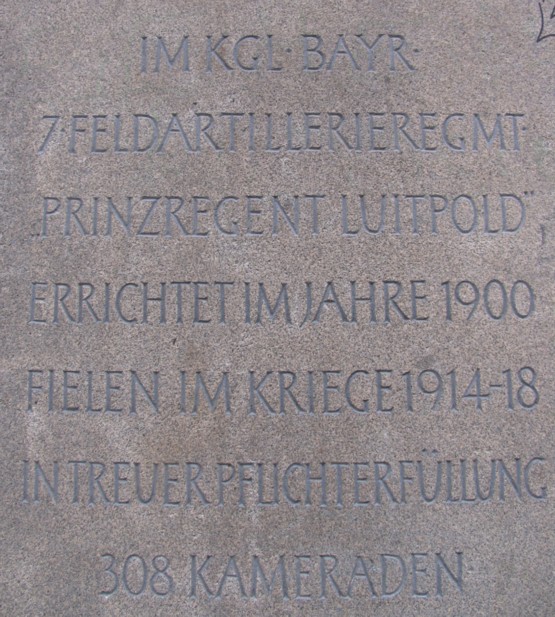 IM KGL· BAYR·
7·FELDARTILLERIEREGMT·
„PRINZREGENT LUITPOLD"
ERRICHTET IM JAHRE 1900
FIELEN IM KRIEGE 1914-18
IN TREUER PFLICHTERFÜLLUNG
308 KAMERADEN